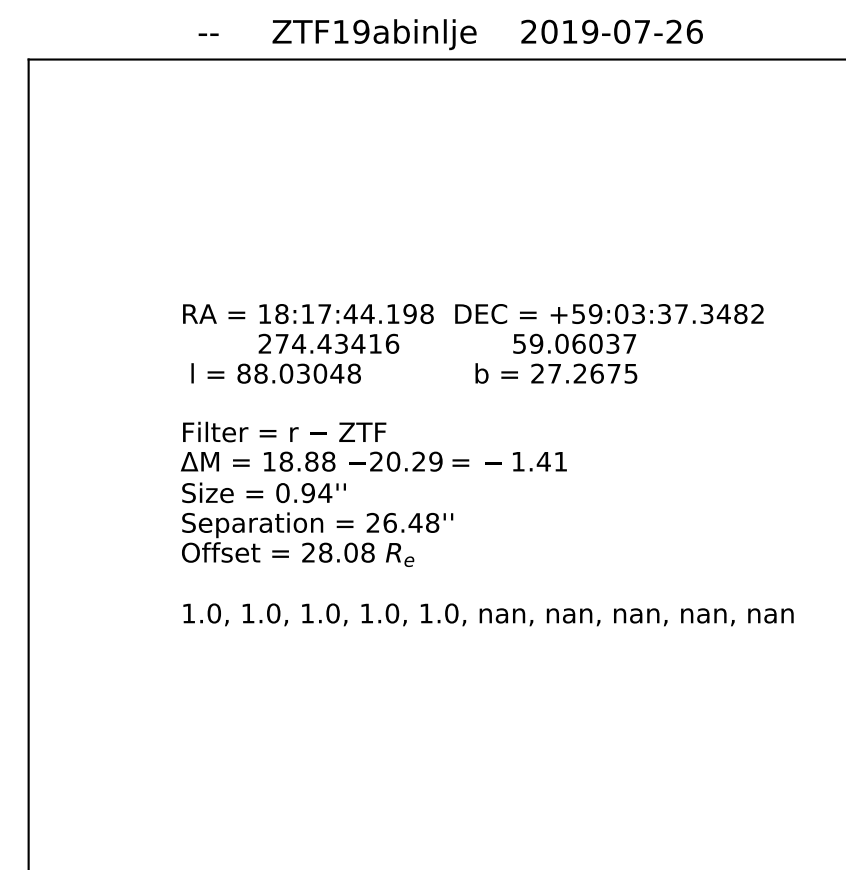 -- ZTF19abinlje 2019-07-26
RA = 18:17:44.198 DEC = +59:03:37.3482
274.43416 59.06037
l = 88.03048 b = 27.2675
Filter = r − ZTF
ΔM = 18.88 −20.29 = − 1.41
Size = 0.94''
Separation = 26.48''
Offset = 28.08 Re
1.0, 1.0, 1.0, 1.0, 1.0, nan, nan, nan, nan, nan